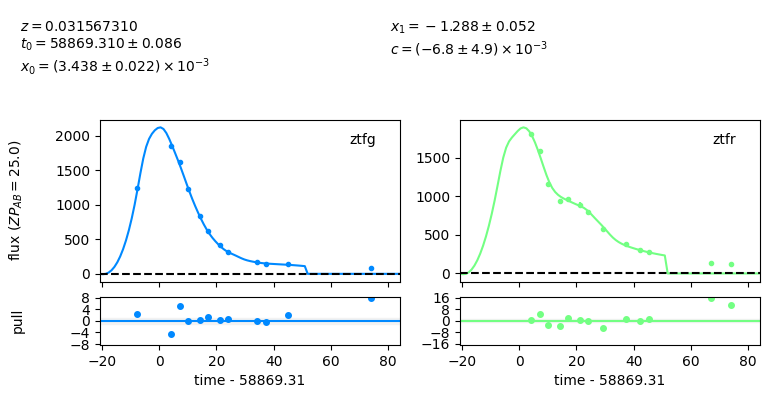 z = 0.031567310
t₀ = 58869.310 ± 0.086
x₀ = (3.438 ± 0.022) × 10⁻³
x₁ = −1.288 ± 0.052
c = (−6.8 ± 4.9) × 10⁻³
flux (ZP_AB = 25.0)
2000
1500
1000
500
0
ztfg
1500
1000
500
0
ztfr
pull
8
4
0
−4
−8
−20 0 20 40 60 80
time - 58869.31
16
8
0
−8
−16
−20 0 20 40 60 80
time - 58869.31